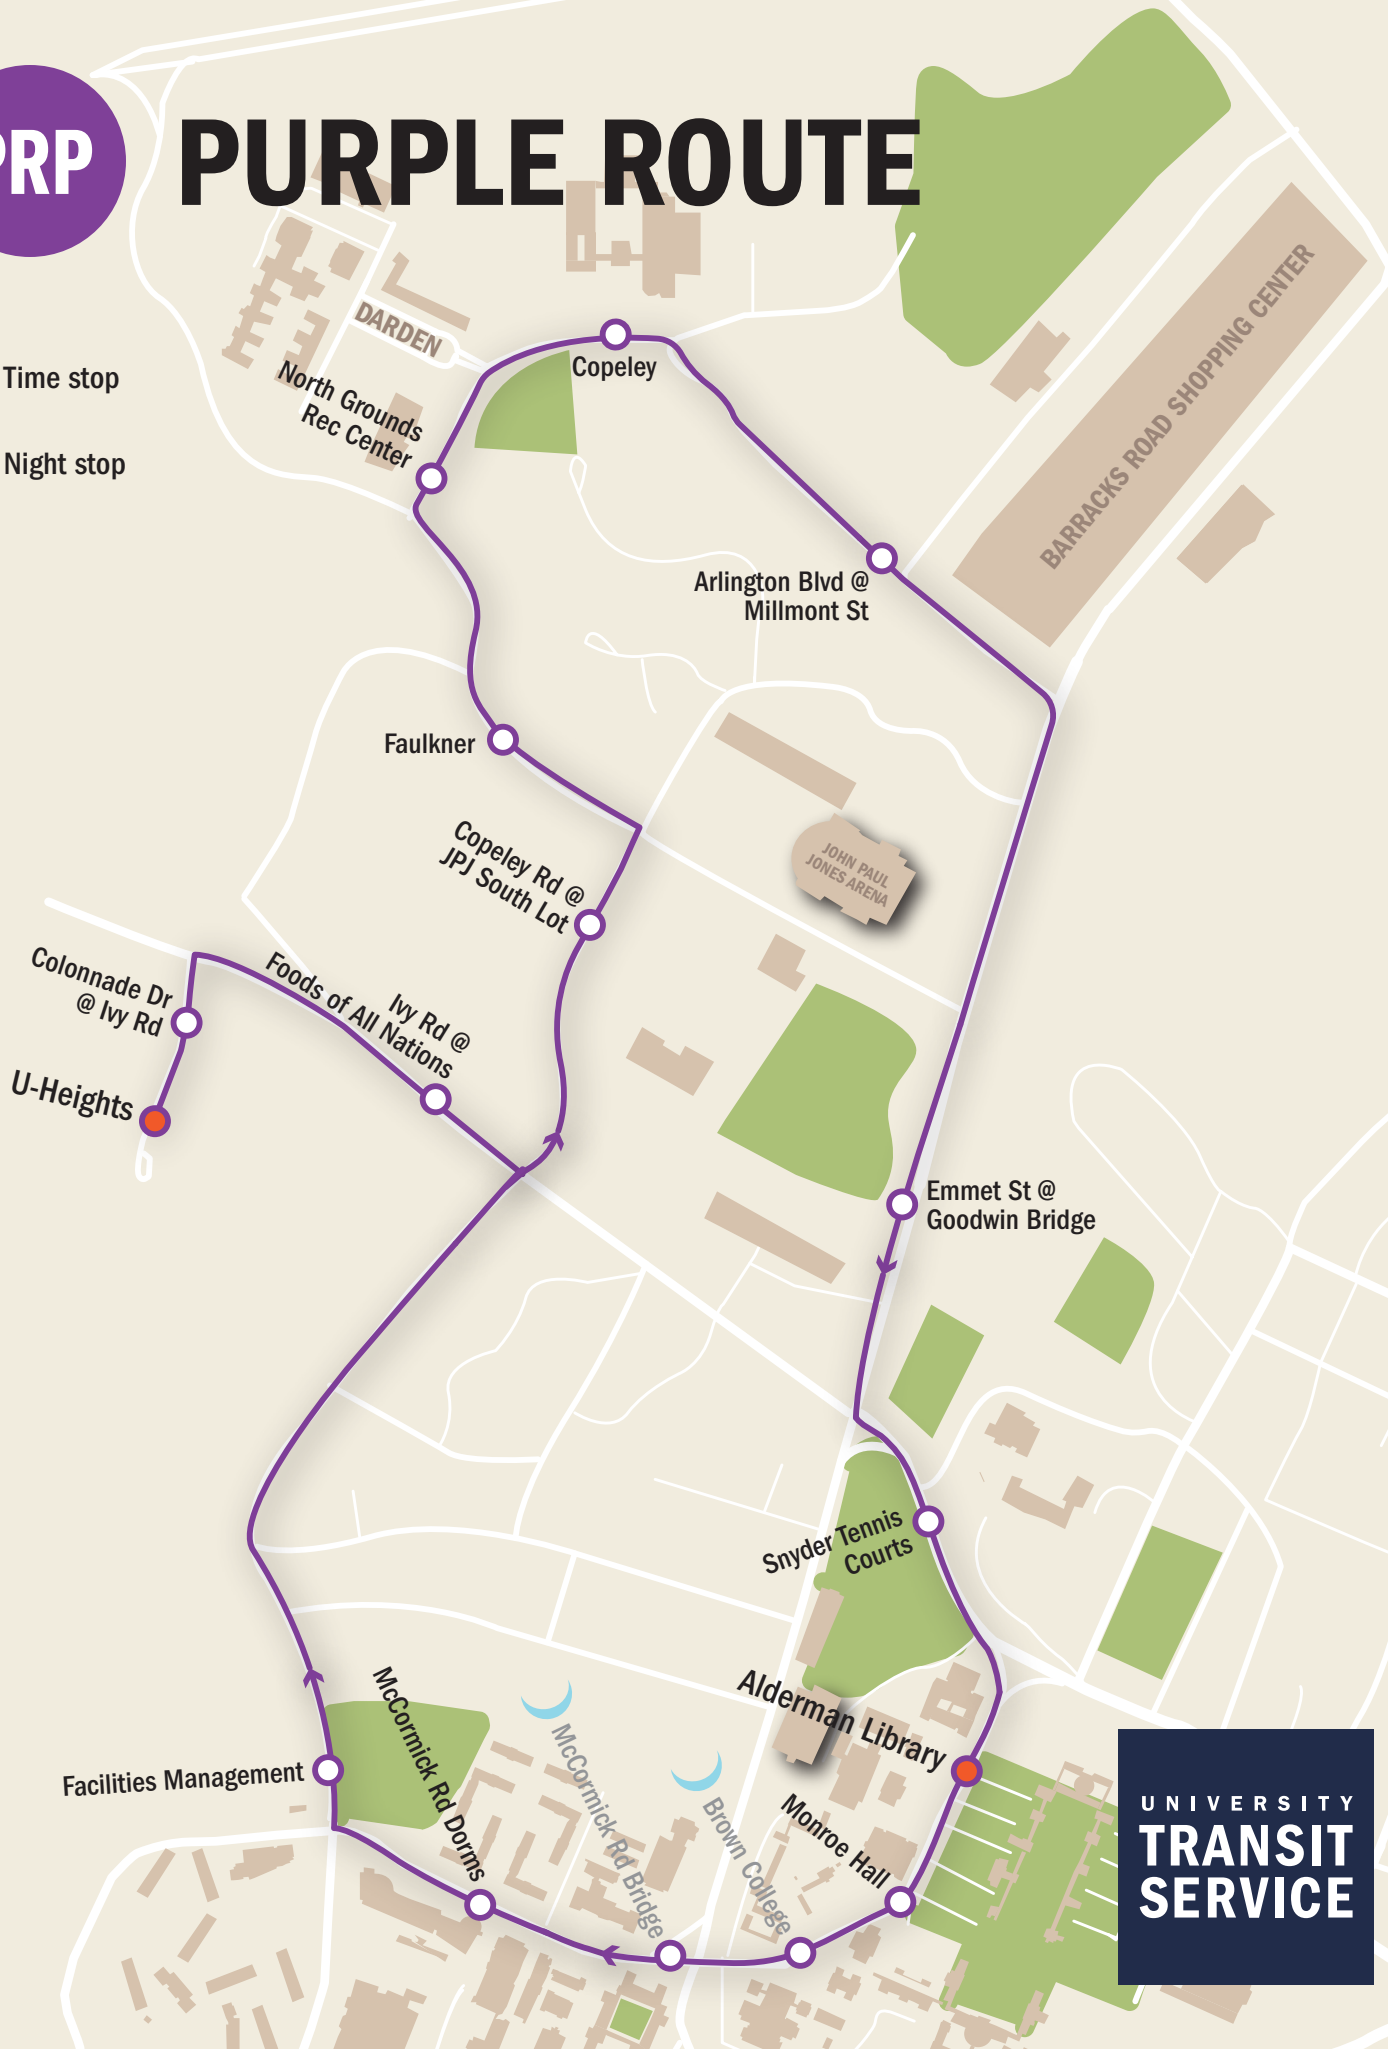 PRP
PURPLE ROUTE
Time stop
Night stop
DARDEN
North Grounds
Rec Center
Copeley
BARRACKS ROAD SHOPPING CENTER
Arlington Blvd @
Millmont St
Faulkner
Copeley Rd @
JPJ South Lot
JOHN PAUL
JONES ARENA
Colonnade Dr
@ Ivy Rd
Ivy Rd @
Foods of All Nations
U-Heights
Emmet St @
Goodwin Bridge
Snyder Tennis
Courts
Alderman Library
Monroe Hall
Brown College
McCormick Rd Bridge
McCormick Rd Dorms
Facilities Management
UNIVERSITY
TRANSIT
SERVICE